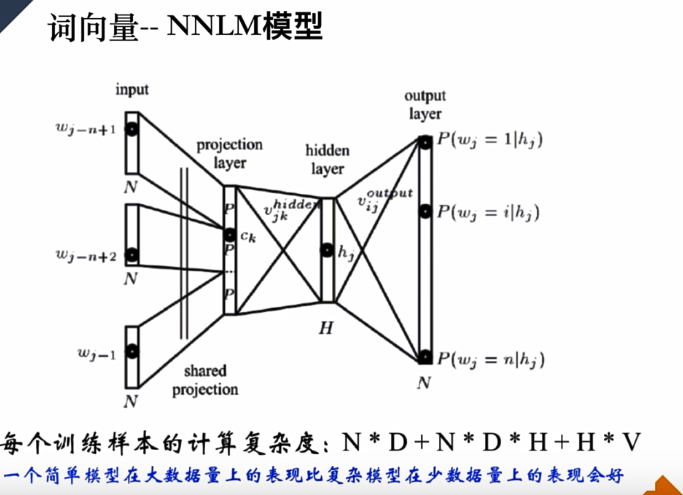 词向量-- NNLM模型
input
output
layer
w_{j-n+1}
P(w_j = 1|h_j)
projection
layer
hidden
layer
N
P
v_{jk}^{hidden}
v_{ij}^{output}
P(w_j = i|h_j)
c_k
w_{j-n+2}
P
h_j
N
P
H
w_{j-1}
P(w_j = n|h_j)
shared
projection
N
N
每个训练样本的计算复杂度: N * D + N * D * H + H * V
一个简单模型在大数据量上的表现比复杂模型在少数据量上的表现会好